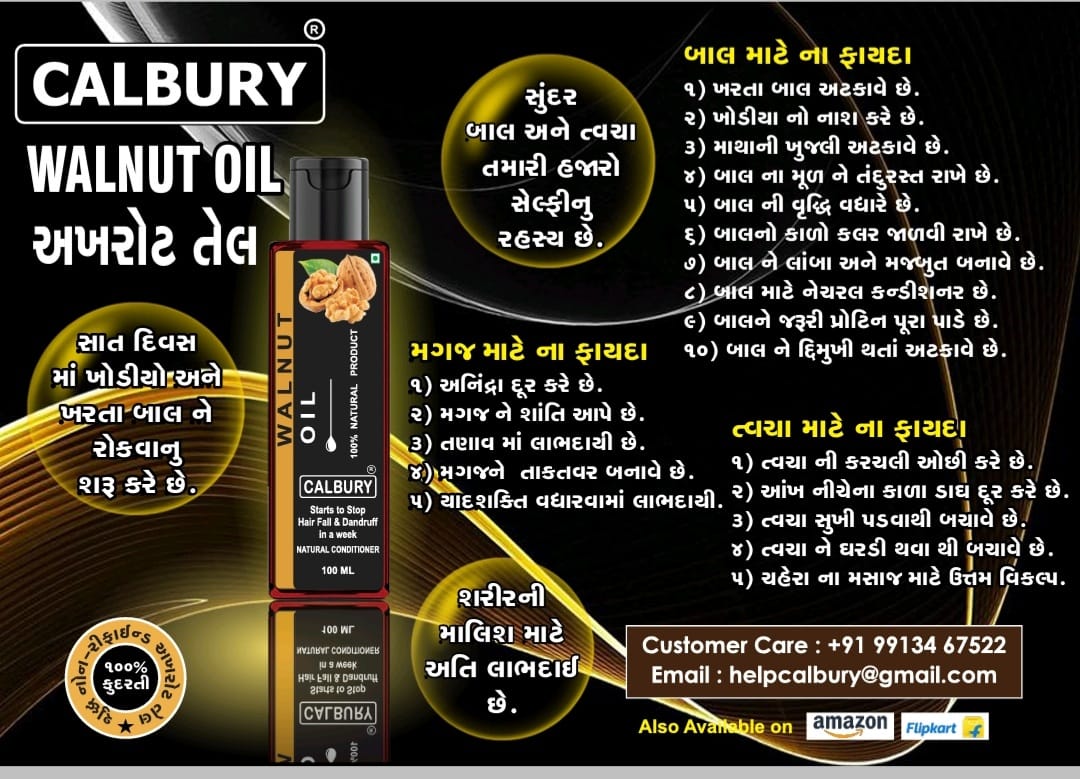 CALBURY ®
WALNUT OIL
અખરોટ તેલ
સુંદર
બાલ અને ત્વચા
તમારી હજારો
સેલ્ફીનુ
રહસ્ય છે.
બાલ માટે ના ફાયદા
૧) ખરતા બાલ અટકાવે છે.
૨) ખોડીયા નો નાશ કરે છે.
૩) માથાની ખુજલી અટકાવે છે.
૪) બાલ ના મૂળ ને તંદુરસ્ત રાખે છે.
૫) બાલ ની વૃદ્ધિ વધારે છે.
૬) બાલનો કાળો કલર જાળવી રાખે છે.
૭) બાલ ને લાંબા અને મજબુત બનાવે છે.
૮) બાલ માટે નેચરલ કન્ડીશનર છે.
૯) બાલને જરૂરી પ્રોટિન પૂરા પાડે છે.
૧૦) બાલ ને દ્દિમુખી થતાં અટકાવે છે.
સાત દિવસ
માં ખોડીયો અને
ખરતા બાલ ને
રોકવાનુ
શરૂ કરે છે.
મગજ માટે ના ફાયદા
૧) અનિંદ્રા દૂર કરે છે.
૨) મગજ ને શાંતિ આપે છે.
૩) તણાવ માં લાભદાયી છે.
૪) મગજને તાકતવર બનાવે છે.
૫) યાદશક્તિ વધારવામાં લાભદાયી.
ત્વચા માટે ના ફાયદા
૧) ત્વચા ની કરચલી ઓછી કરે છે.
૨) આંખ નીચેના કાળા ડાઘ દૂર કરે છે.
૩) ત્વચા સુખી પડવાથી બચાવે છે.
૪) ત્વચા ને ઘરડી થવા થી બચાવે છે.
૫) ચહેરા ના મસાજ માટે ઉત્તમ વિકલ્પ.
WALNUT
OIL
100% NATURAL PRODUCT
CALBURY ®
Starts to Stop
Hair Fall & Dandruff
in a week
NATURAL CONDITIONER
100 ML
શરીરની
માલિશ માટે
અતિ લાભદાઈ
છે.
નોન-રીફાઈન્ડ અખરોટ તેલ
૧૦૦%
કુદરતી
શુધ્ધ
Customer Care : +91 99134 67522
Email : helpcalbury@gmail.com
Also Available on amazon Flipkart